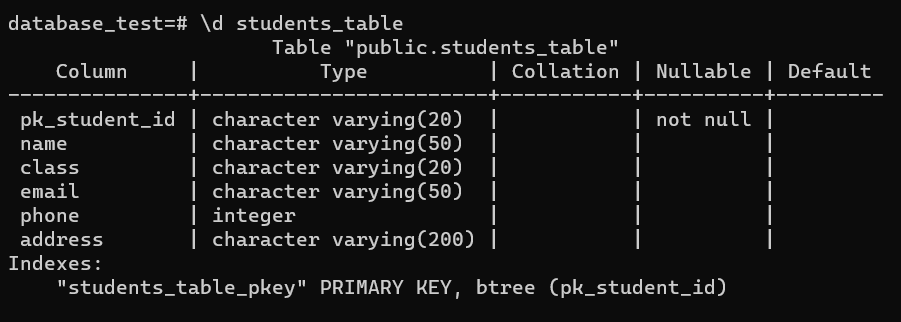 database_test=# \d students_table
                      Table "public.students_table"
    Column     |          Type          | Collation | Nullable | Default
---------------+------------------------+-----------+----------+---------
 pk_student_id | character varying(20)  |           | not null |
 name          | character varying(50)  |           |          |
 class         | character varying(20)  |           |          |
 email         | character varying(50)  |           |          |
 phone         | integer                |           |          |
 address       | character varying(200) |           |          |
Indexes:
    "students_table_pkey" PRIMARY KEY, btree (pk_student_id)